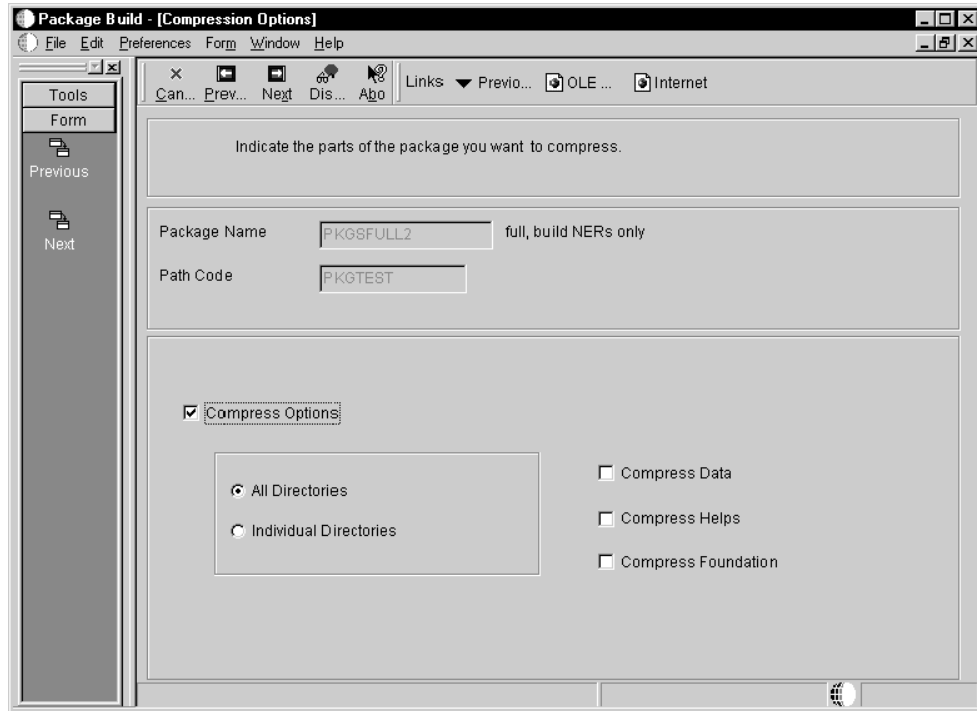 Package Build - [Compression Options]
File Edit Preferences Form Window Help
Tools
Form
Previous
Next
Can... Prev... Next Dis... Abo Links Previo... OLE ... Internet
Indicate the parts of the package you want to compress.
Package Name PKGSFULL2 full, build NERs only
Path Code PKGTEST
Compress Options
All Directories
Individual Directories
Compress Data
Compress Helps
Compress Foundation